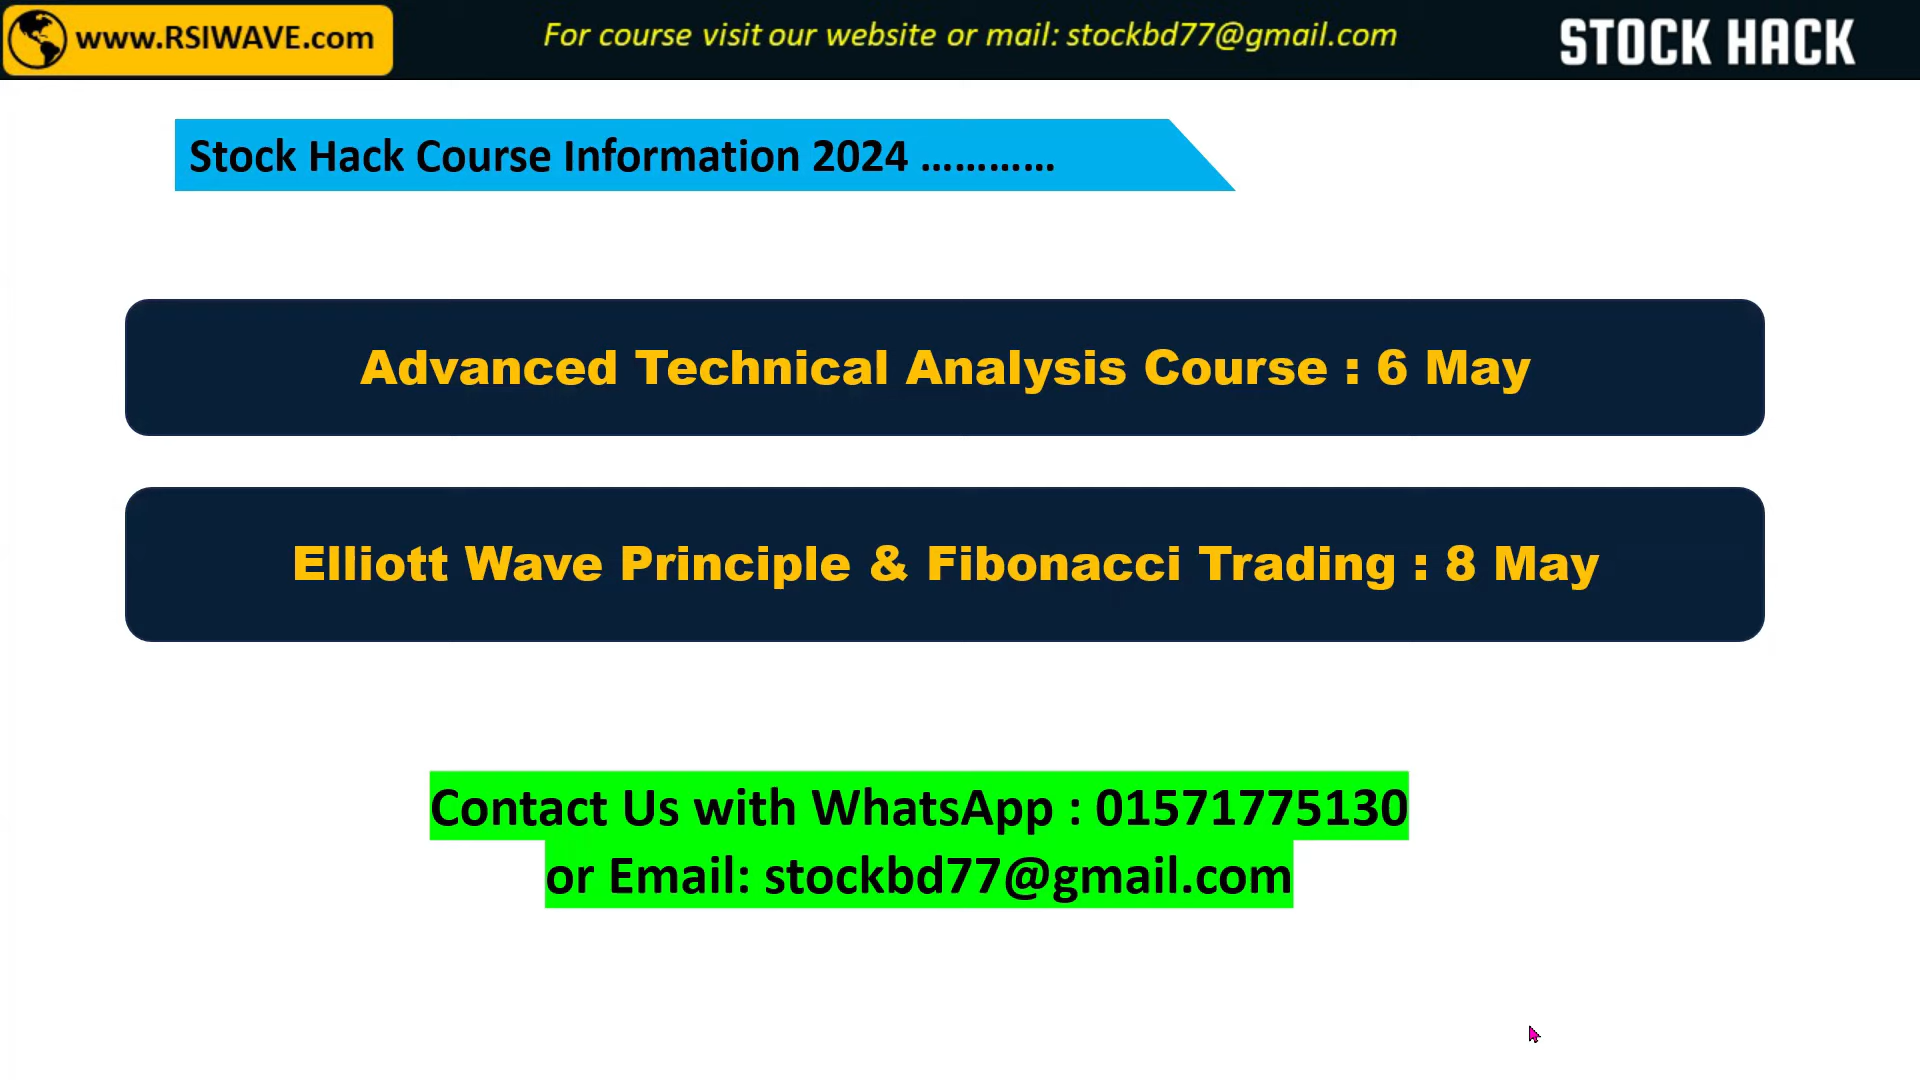 www.RSIWAVE.com
For course visit our website or mail: stockbd77@gmail.com
STOCK HACK
Stock Hack Course Information 2024 …………
Advanced Technical Analysis Course : 6 May
Elliott Wave Principle & Fibonacci Trading : 8 May
Contact Us with WhatsApp : 01571775130
or Email: stockbd77@gmail.com